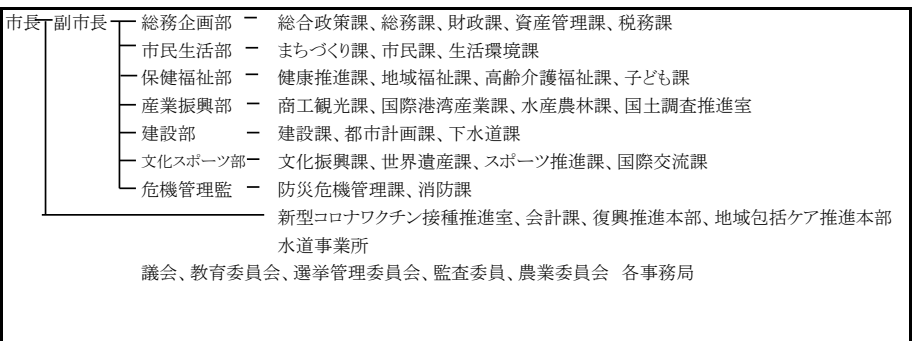 市長 副市長 総務企画部 ー 総合政策課、総務課、財政課、資産管理課、税務課
市民生活部 ー まちづくり課、市民課、生活環境課
保健福祉部 ー 健康推進課、地域福祉課、高齢介護福祉課、子ども課
産業振興部 ー 商工観光課、国際港湾産業課、水産農林課、国土調査推進室
建設部 ー 建設課、都市計画課、下水道課
文化スポーツ部ー 文化振興課、世界遺産課、スポーツ推進課、国際交流課
危機管理監 ー 防災危機管理課、消防課
新型コロナワクチン接種推進室、会計課、復興推進本部、地域包括ケア推進本部
水道事業所
議会、教育委員会、選挙管理委員会、監査委員、農業委員会 各事務局